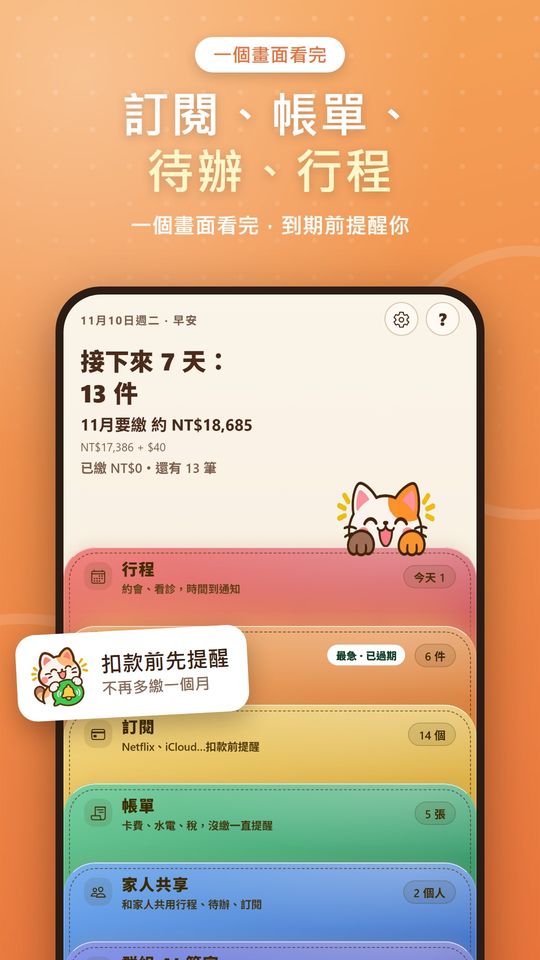 一個畫面看完
訂閱、帳單、
待辦、行程
一個畫面看完，到期前提醒你
11月10日週二 · 早安
?
接下來 7 天：
13 件
11月要繳 約 NT$18,685
NT$17,386 + $40
已繳 NT$0 • 還有 13 筆
行程
今天 1
約會、看診，時間到通知
最急 · 已過期
6 件
扣款前先提醒
不再多繳一個月
訂閱
14 個
Netflix、iCloud...扣款前提醒
帳單
5 張
卡費、水電、稅，沒繳一直提醒
家人共享
2 個人
和家人共用行程、待辦、訂閱